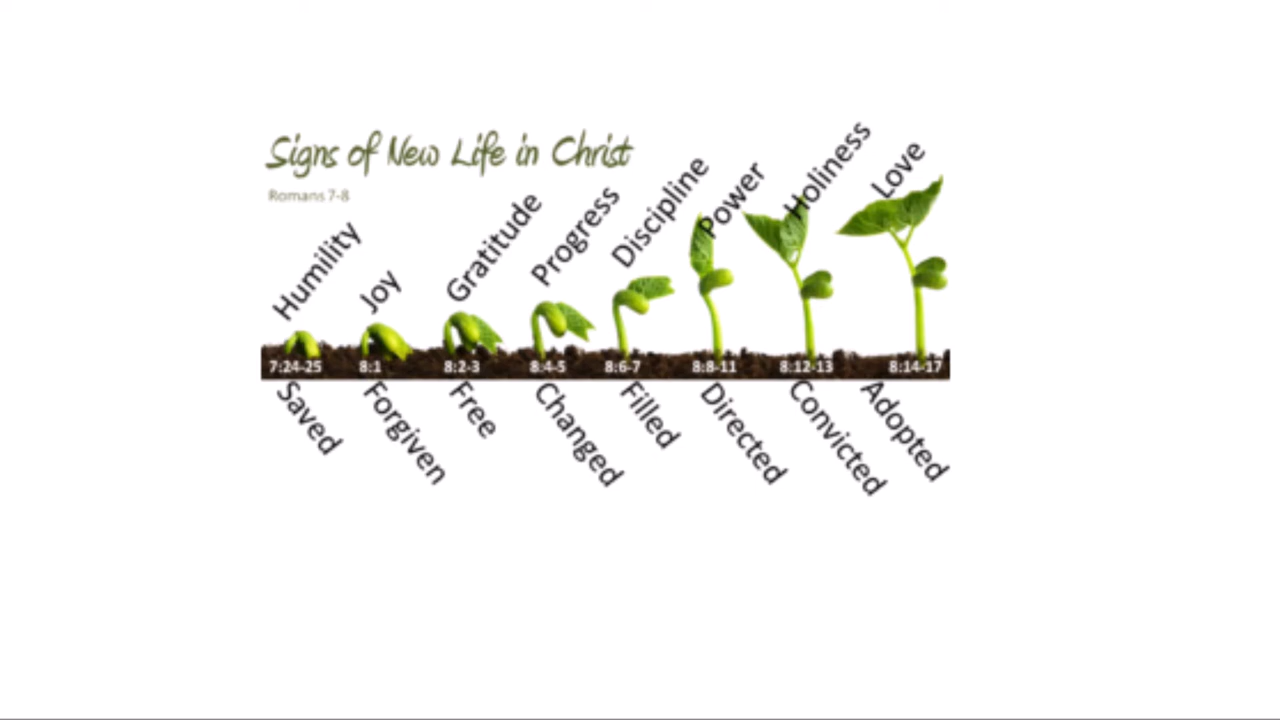 Signs of New Life in Christ
Romans 7-8
Humility
Joy
Gratitude
Progress
Discipline
Power
Holiness
Love
7:24-25
8:1
8:2-3
8:4-5
8:6-7
8:8-11
8:12-13
8:14-17
Saved
Forgiven
Free
Changed
Filled
Directed
Convicted
Adopted